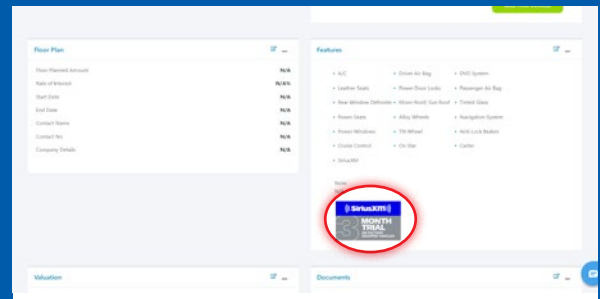 Floor Plan
Floor Planned Amount N/A
Rate of Interest N/A%
Start Date N/A
End Date N/A
Contact Name N/A
Contact No N/A
Company Details N/A
Features
A/C
Driver Air Bag
DVD System
Leather Seats
Power Door Locks
Passenger Air Bag
Rear Window Defroster
Moon Roof/ Sun Roof
Tinted Glass
Power Seats
Alloy Wheels
Navigation System
Power Windows
Tilt Wheel
Anti-Lock Brakes
Cruise Control
On Star
Carfax
SiriusXM
Note
((SiriusXM))
3 MONTH
TRIAL
Valuation
Documents